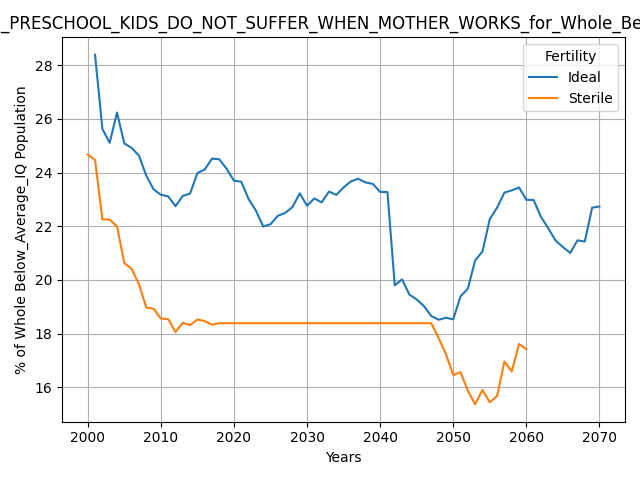 _PRESCHOOL_KIDS_DO_NOT_SUFFER_WHEN_MOTHER_WORKS_for_Whole_Be
Fertility
Ideal
Sterile
% of Whole Below_Average_IQ Population
28
26
24
22
20
18
16
2000 2010 2020 2030 2040 2050 2060 2070
Years